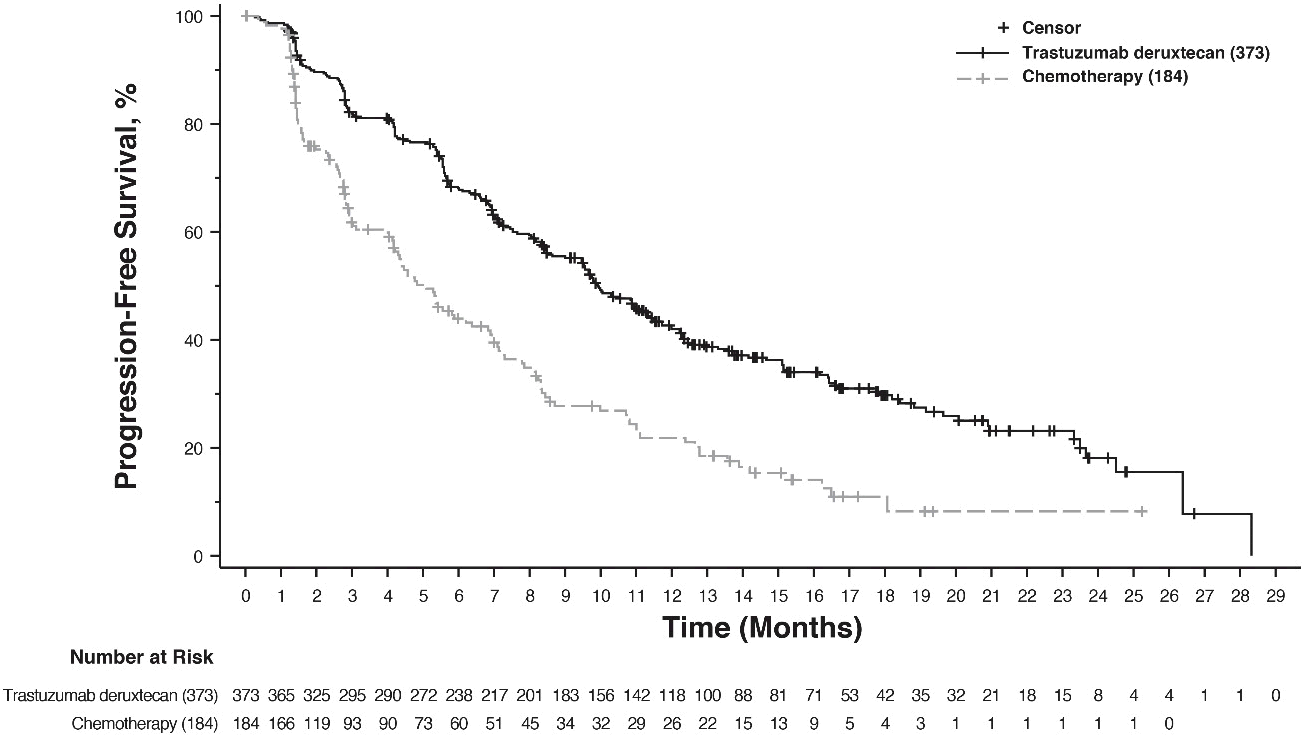 100
80
60
40
20
0
Progression-Free Survival, %
Censor
Trastuzumab deruxtecan (373)
Chemotherapy (184)
0 1 2 3 4 5 6 7 8 9 10 11 12 13 14 15 16 17 18 19 20 21 22 23 24 25 26 27 28 29
Time (Months)
Number at Risk
Trastuzumab deruxtecan (373) 373 365 325 295 290 272 238 217 201 183 156 142 118 100 88 81 71 53 42 35 32 21 18 15 8 4 4 1 1 0
Chemotherapy (184) 184 166 119 93 90 73 60 51 45 34 32 29 26 22 15 13 9 5 4 3 1 1 1 1 1 1 0